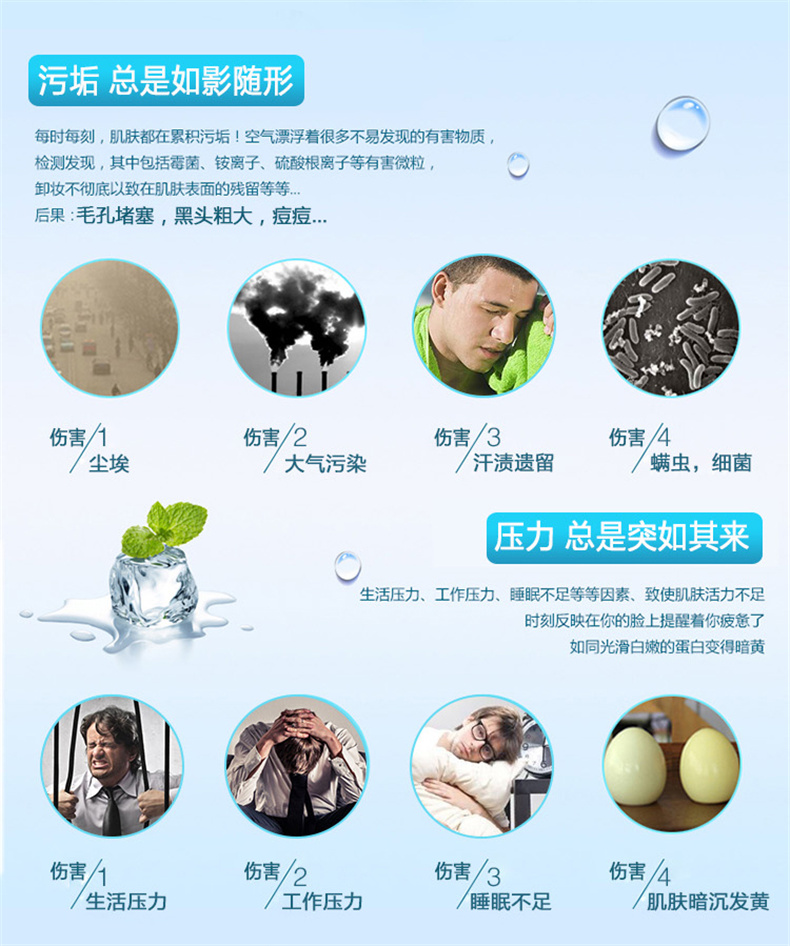 污垢 总是如影随形
每时每刻，肌肤都在累积污垢！空气漂浮着很多不易发现的有害物质，
检测发现，其中包括霉菌、铵离子、硫酸根离子等有害微粒，
卸妆不彻底以致在肌肤表面的残留等等...
后果：毛孔堵塞，黑头粗大，痘痘...
伤害/1
尘埃
伤害/2
大气污染
伤害/3
汗渍遗留
伤害/4
螨虫，细菌
压力 总是突如其来
生活压力、工作压力、睡眠不足等等因素、致使肌肤活力不足
时刻反映在你的脸上提醒着你疲惫了
如同光滑白嫩的蛋白变得暗黄
伤害/1
生活压力
伤害/2
工作压力
伤害/3
睡眠不足
伤害/4
肌肤暗沉发黄